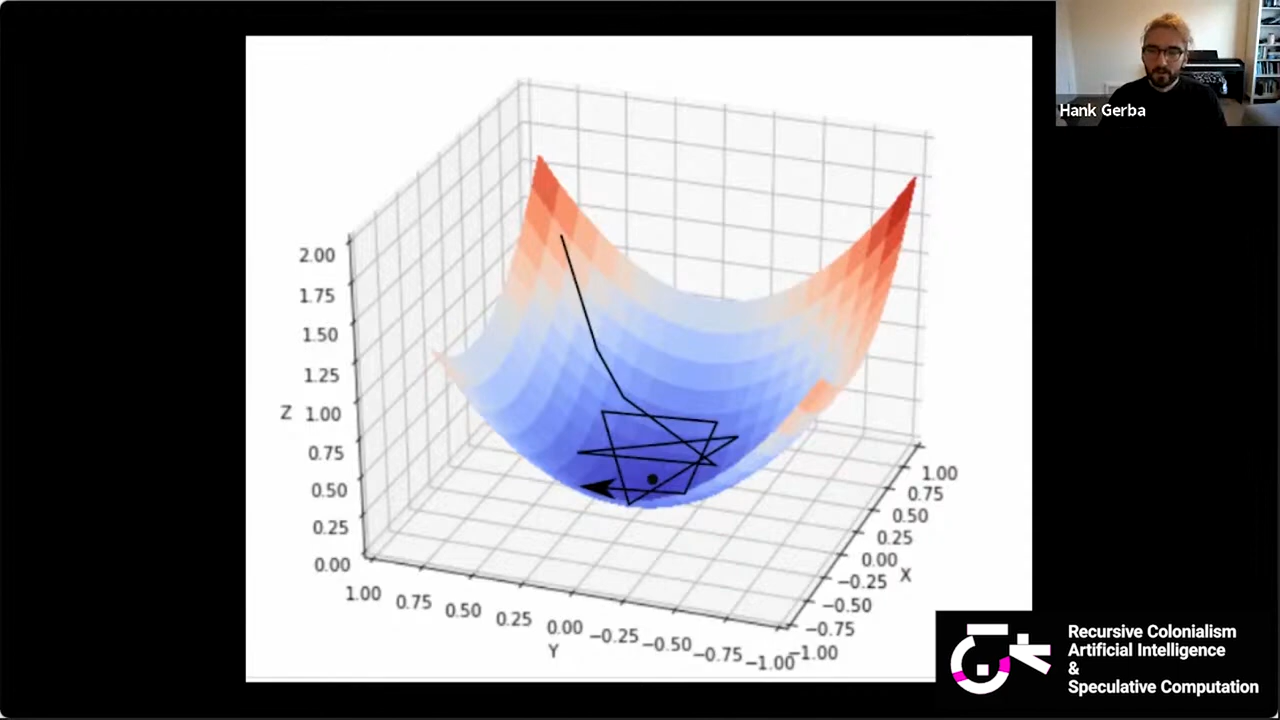 Hank Gerba
2.00
1.75
1.50
1.25
Z 1.00
0.75
0.50
0.25
0.00
1.00 0.75 0.50 0.25 0.00 −0.25 −0.50 −0.75 −1.00
Y
1.00
0.75
0.50
0.25
0.00
−0.25 X
−0.50
−0.75
−1.00
Recursive Colonialism
Artificial Intelligence
&
Speculative Computation